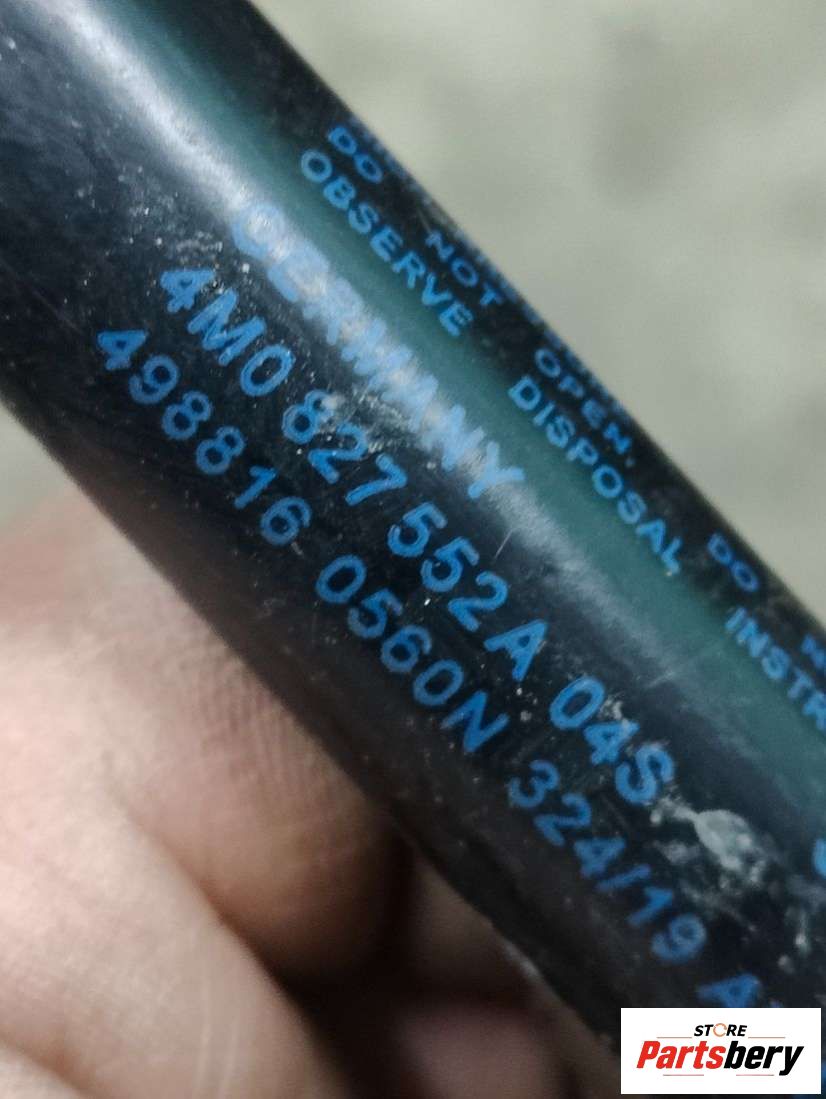 DO NOT OPEN. DO
OBSERVE DISPOSAL INSTR
GERMANY
4M0 827 552 A 04S
498816 0560N 324/19 A
STORE
Partsbery